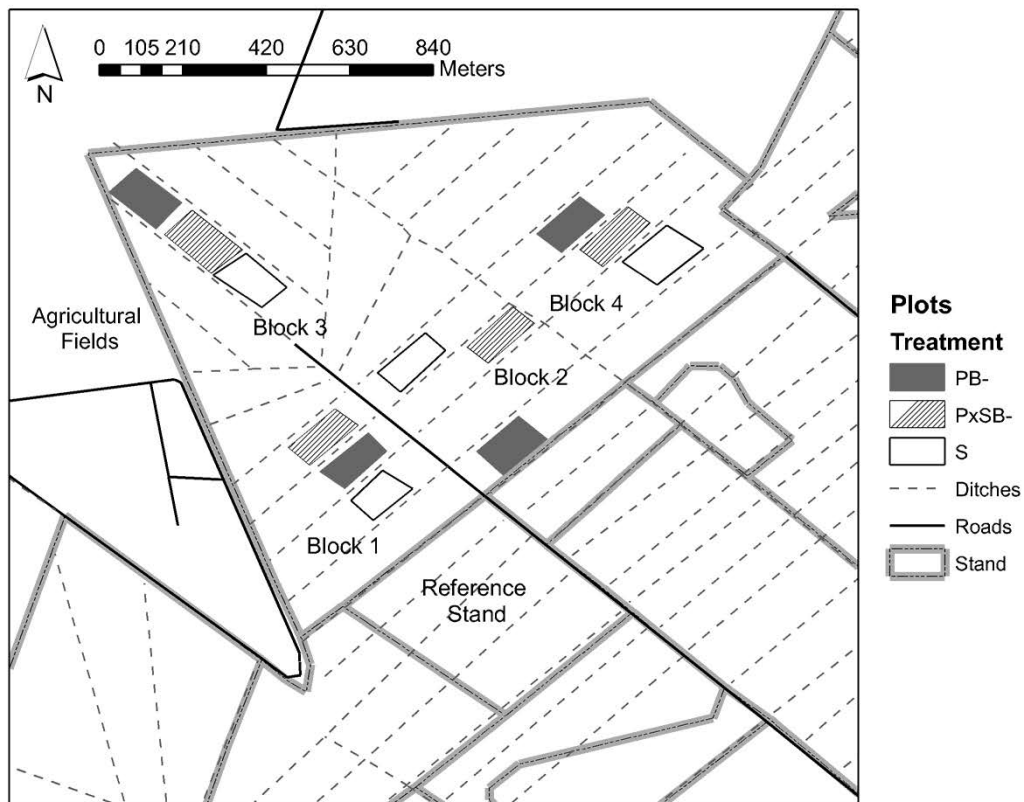 0 105 210 420 630 840
Meters
N
Block 4
Agricultural
Fields
Block 3
Block 2
Block 1
Reference
Stand
Plots
Treatment
PB-
PxSB-
S
Ditches
Roads
Stand